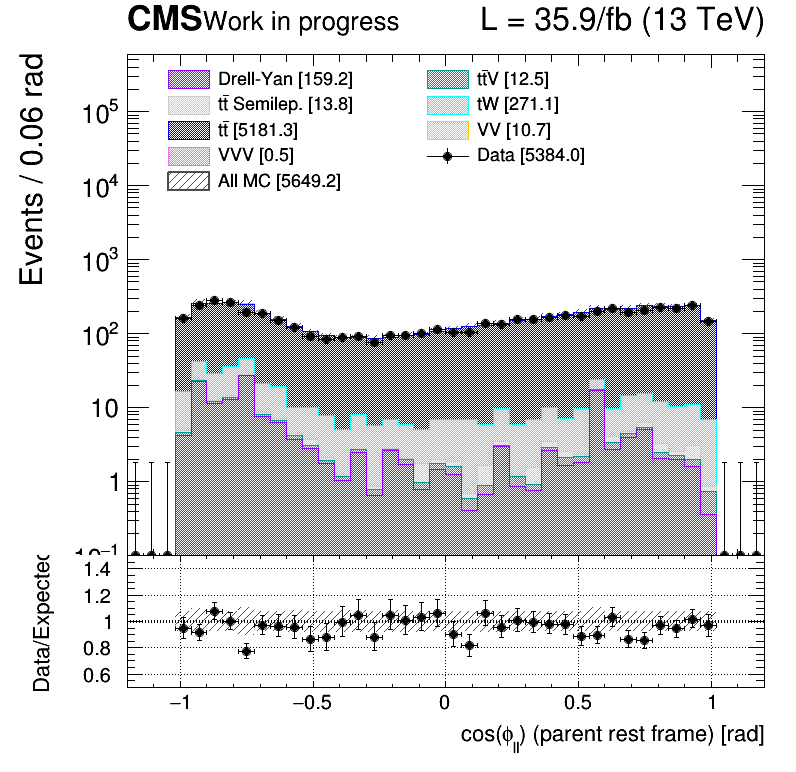 CMS Work in progress L = 35.9/fb (13 TeV)
Events / 0.06 rad
Drell-Yan [159.2]
tt̄ Semilep. [13.8]
tt̄ [5181.3]
VVV [0.5]
All MC [5649.2]
tt̄V [12.5]
tW [271.1]
VV [10.7]
Data [5384.0]
10⁵
10⁴
10³
10²
10
1
10⁻¹
Data/Expected
1.4
1.2
1
0.8
0.6
−1 −0.5 0 0.5 1
cos(ϕ_ll) (parent rest frame) [rad]